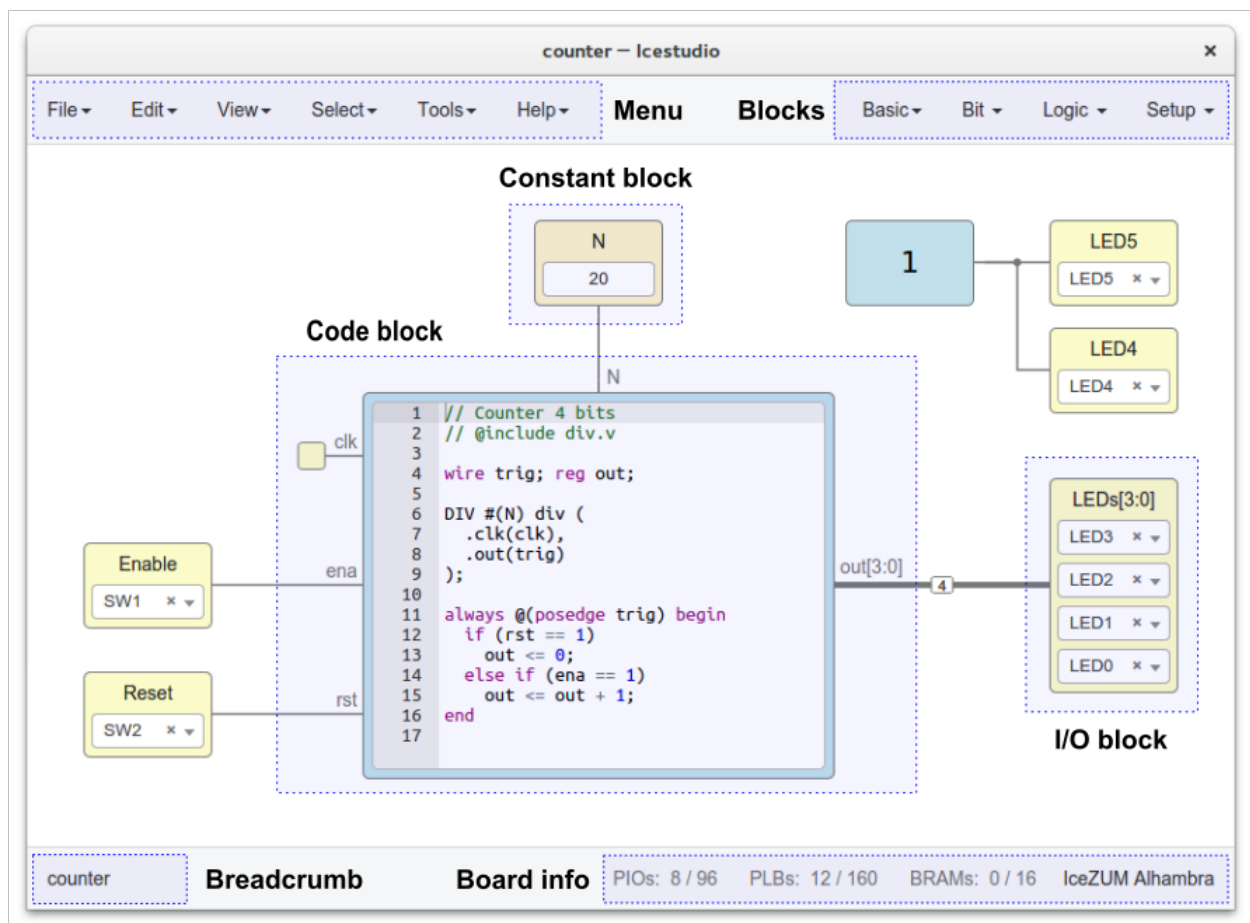 counter – Icestudio ×
File Edit View Select Tools Help Menu Blocks Basic Bit Logic Setup
Constant block
N
20
1
LED5
LED5 ×
LED4
LED4 ×
Code block
N
clk
ena
rst
Enable
SW1 ×
Reset
SW2 ×
1 // Counter 4 bits
2 // @include div.v
3
4 wire trig; reg out;
5
6 DIV #(N) div (
7 .clk(clk),
8 .out(trig)
9 );
10
11 always @(posedge trig) begin
12 if (rst == 1)
13 out <= 0;
14 else if (ena == 1)
15 out <= out + 1;
16 end
17
out[3:0]
4
LEDs[3:0]
LED3 ×
LED2 ×
LED1 ×
LED0 ×
I/O block
counter Breadcrumb Board info PIOs: 8 / 96 PLBs: 12 / 160 BRAMs: 0 / 16 IceZUM Alhambra